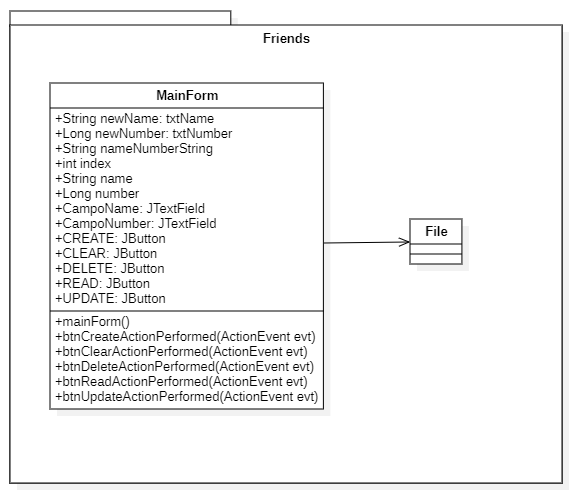 Friends
MainForm
+String newName: txtName
+Long newNumber: txtNumber
+String nameNumberString
+int index
+String name
+Long number
+CampoName: JTextField
+CampoNumber: JTextField
+CREATE: JButton
+CLEAR: JButton
+DELETE: JButton
+READ: JButton
+UPDATE: JButton
+mainForm()
+btnCreateActionPerformed(ActionEvent evt)
+btnClearActionPerformed(ActionEvent evt)
+btnDeleteActionPerformed(ActionEvent evt)
+btnReadActionPerformed(ActionEvent evt)
+btnUpdateActionPerformed(ActionEvent evt)
File